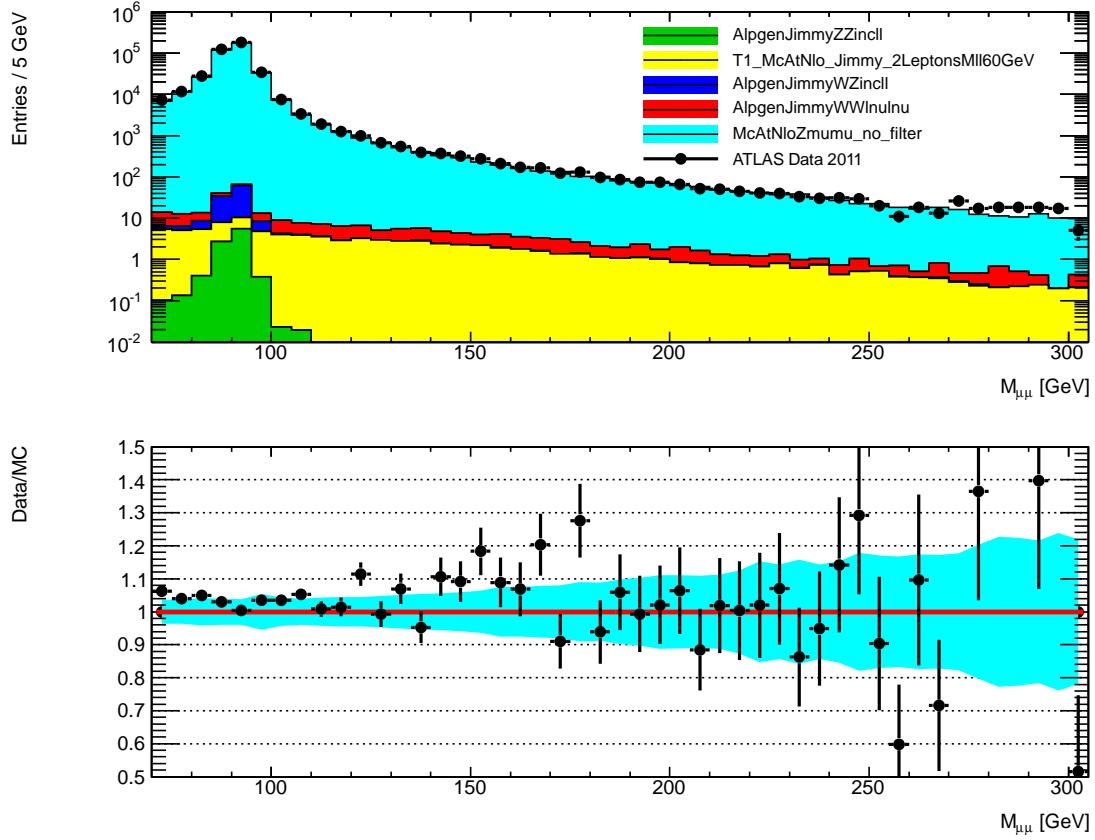 Entries / 5 GeV
10^6
10^5
10^4
10^3
10^2
10
1
10^-1
10^-2
AlpgenJimmyZZincll
T1_McAtNlo_Jimmy_2LeptonsMll60GeV
AlpgenJimmyWZincll
AlpgenJimmyWWlnulnu
McAtNloZmumu_no_filter
ATLAS Data 2011
100 150 200 250 300
M_μμ [GeV]
Data/MC
1.5
1.4
1.3
1.2
1.1
1
0.9
0.8
0.7
0.6
0.5
100 150 200 250 300
M_μμ [GeV]